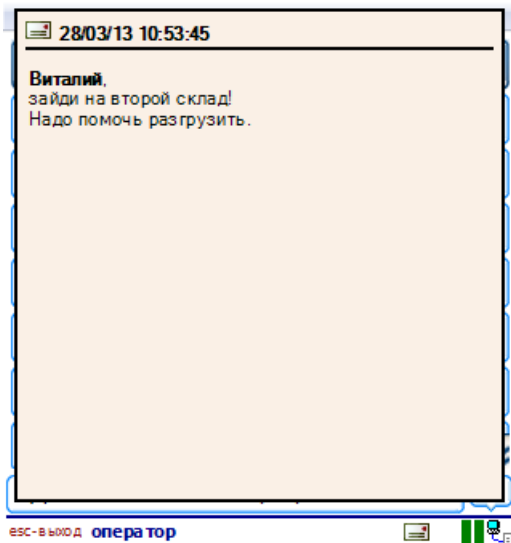 28/03/13 10:53:45
Виталий,
зайди на второй склад!
Надо помочь разгрузить.
esc-выход оператор